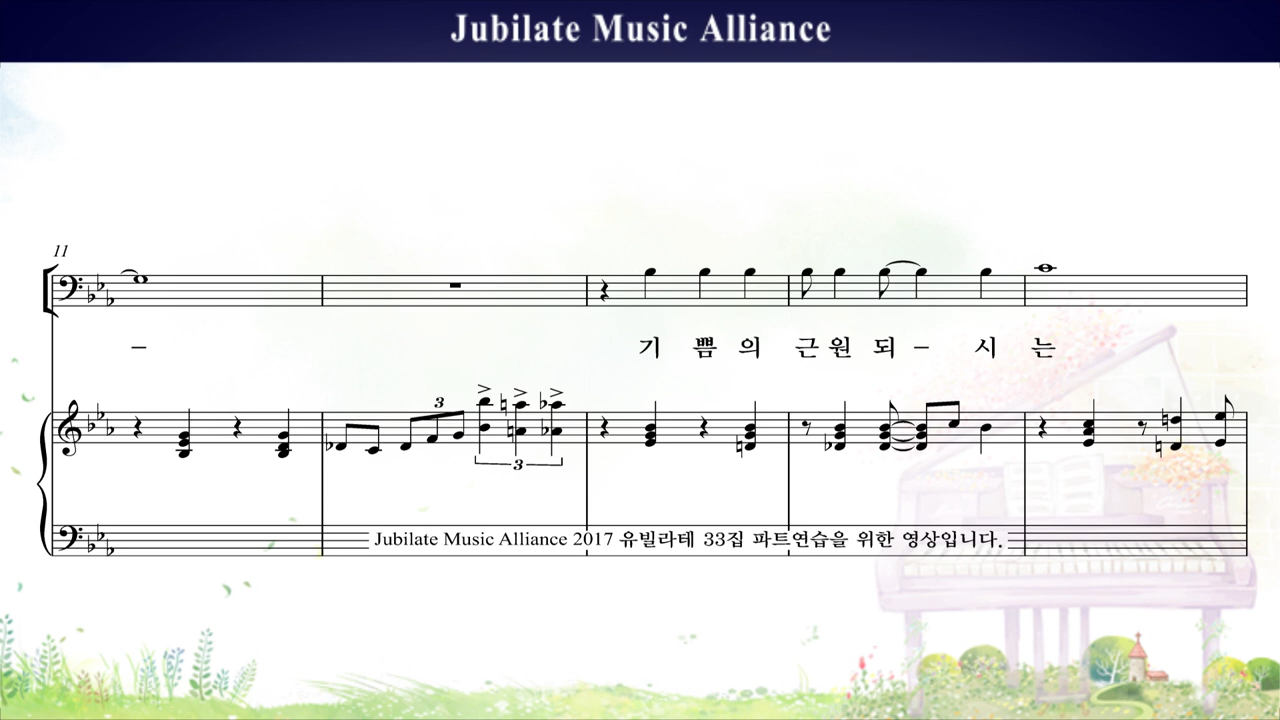 Jubilate Music Alliance
11
– 기 쁨 의 근 원 되 – 시 는
3
3
Jubilate Music Alliance 2017 유빌라테 33집 파트연습을 위한 영상입니다.